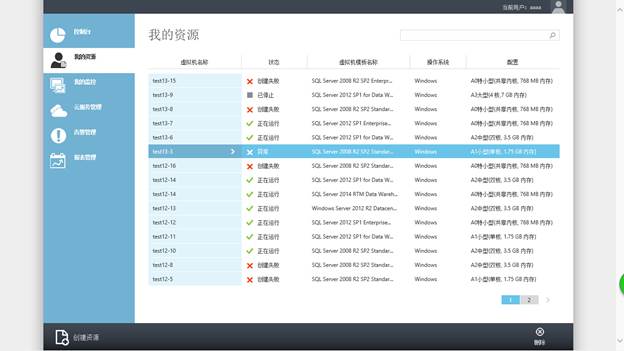 当前用户: aaaa
控制台
我的资源
我的监控
云服务管理
告警管理
报表管理
我的资源
虚拟机名称 状态 虚拟机模板名称 操作系统 配置
test13-15 创建失败 SQL Server 2008 R2 SP2 Enterpr... Windows A0特小型(共享内核, 768 MB 内存)
test13-9 已停止 SQL Server 2012 SP1 for Data W... Windows A3大型(4 核,7 GB 内存)
test13-8 创建失败 SQL Server 2008 R2 SP2 Standar... Windows A0特小型(共享内核, 768 MB 内存)
test13-7 正在运行 SQL Server 2012 SP1 Enterprise... Windows A0特小型(共享内核, 768 MB 内存)
test13-6 正在运行 SQL Server 2012 SP1 for Data W... Windows A2中型(双核, 3.5 GB 内存)
test13-3 异常 SQL Server 2008 R2 SP2 Standar... Windows A1小型(单核, 1.75 GB 内存)
test12-16 创建失败 SQL Server 2008 R2 SP2 Standar... Windows A0特小型(共享内核, 768 MB 内存)
test12-14 正在运行 SQL Server 2012 SP1 for Data W... Windows A2中型(双核, 3.5 GB 内存)
test12-14 正在运行 SQL Server 2014 RTM Data Wareh... Windows A0特小型(共享内核, 768 MB 内存)
test12-13 正在运行 Windows Server 2012 R2 Datacen... Windows A2中型(双核, 3.5 GB 内存)
test12-12 正在运行 SQL Server 2012 SP1 Enterprise... Windows A0特小型(共享内核, 768 MB 内存)
test12-11 正在运行 SQL Server 2012 SP1 for Data W... Windows A1小型(单核, 1.75 GB 内存)
test12-10 正在运行 SQL Server 2008 R2 SP2 Standar... Windows A2中型(双核, 3.5 GB 内存)
test12-8 创建失败 SQL Server 2008 R2 SP2 Standar... Windows A2中型(双核, 3.5 GB 内存)
test12-5 创建失败 SQL Server 2008 R2 SP2 Standar... Windows A1小型(单核, 1.75 GB 内存)
1 2
创建资源 删除